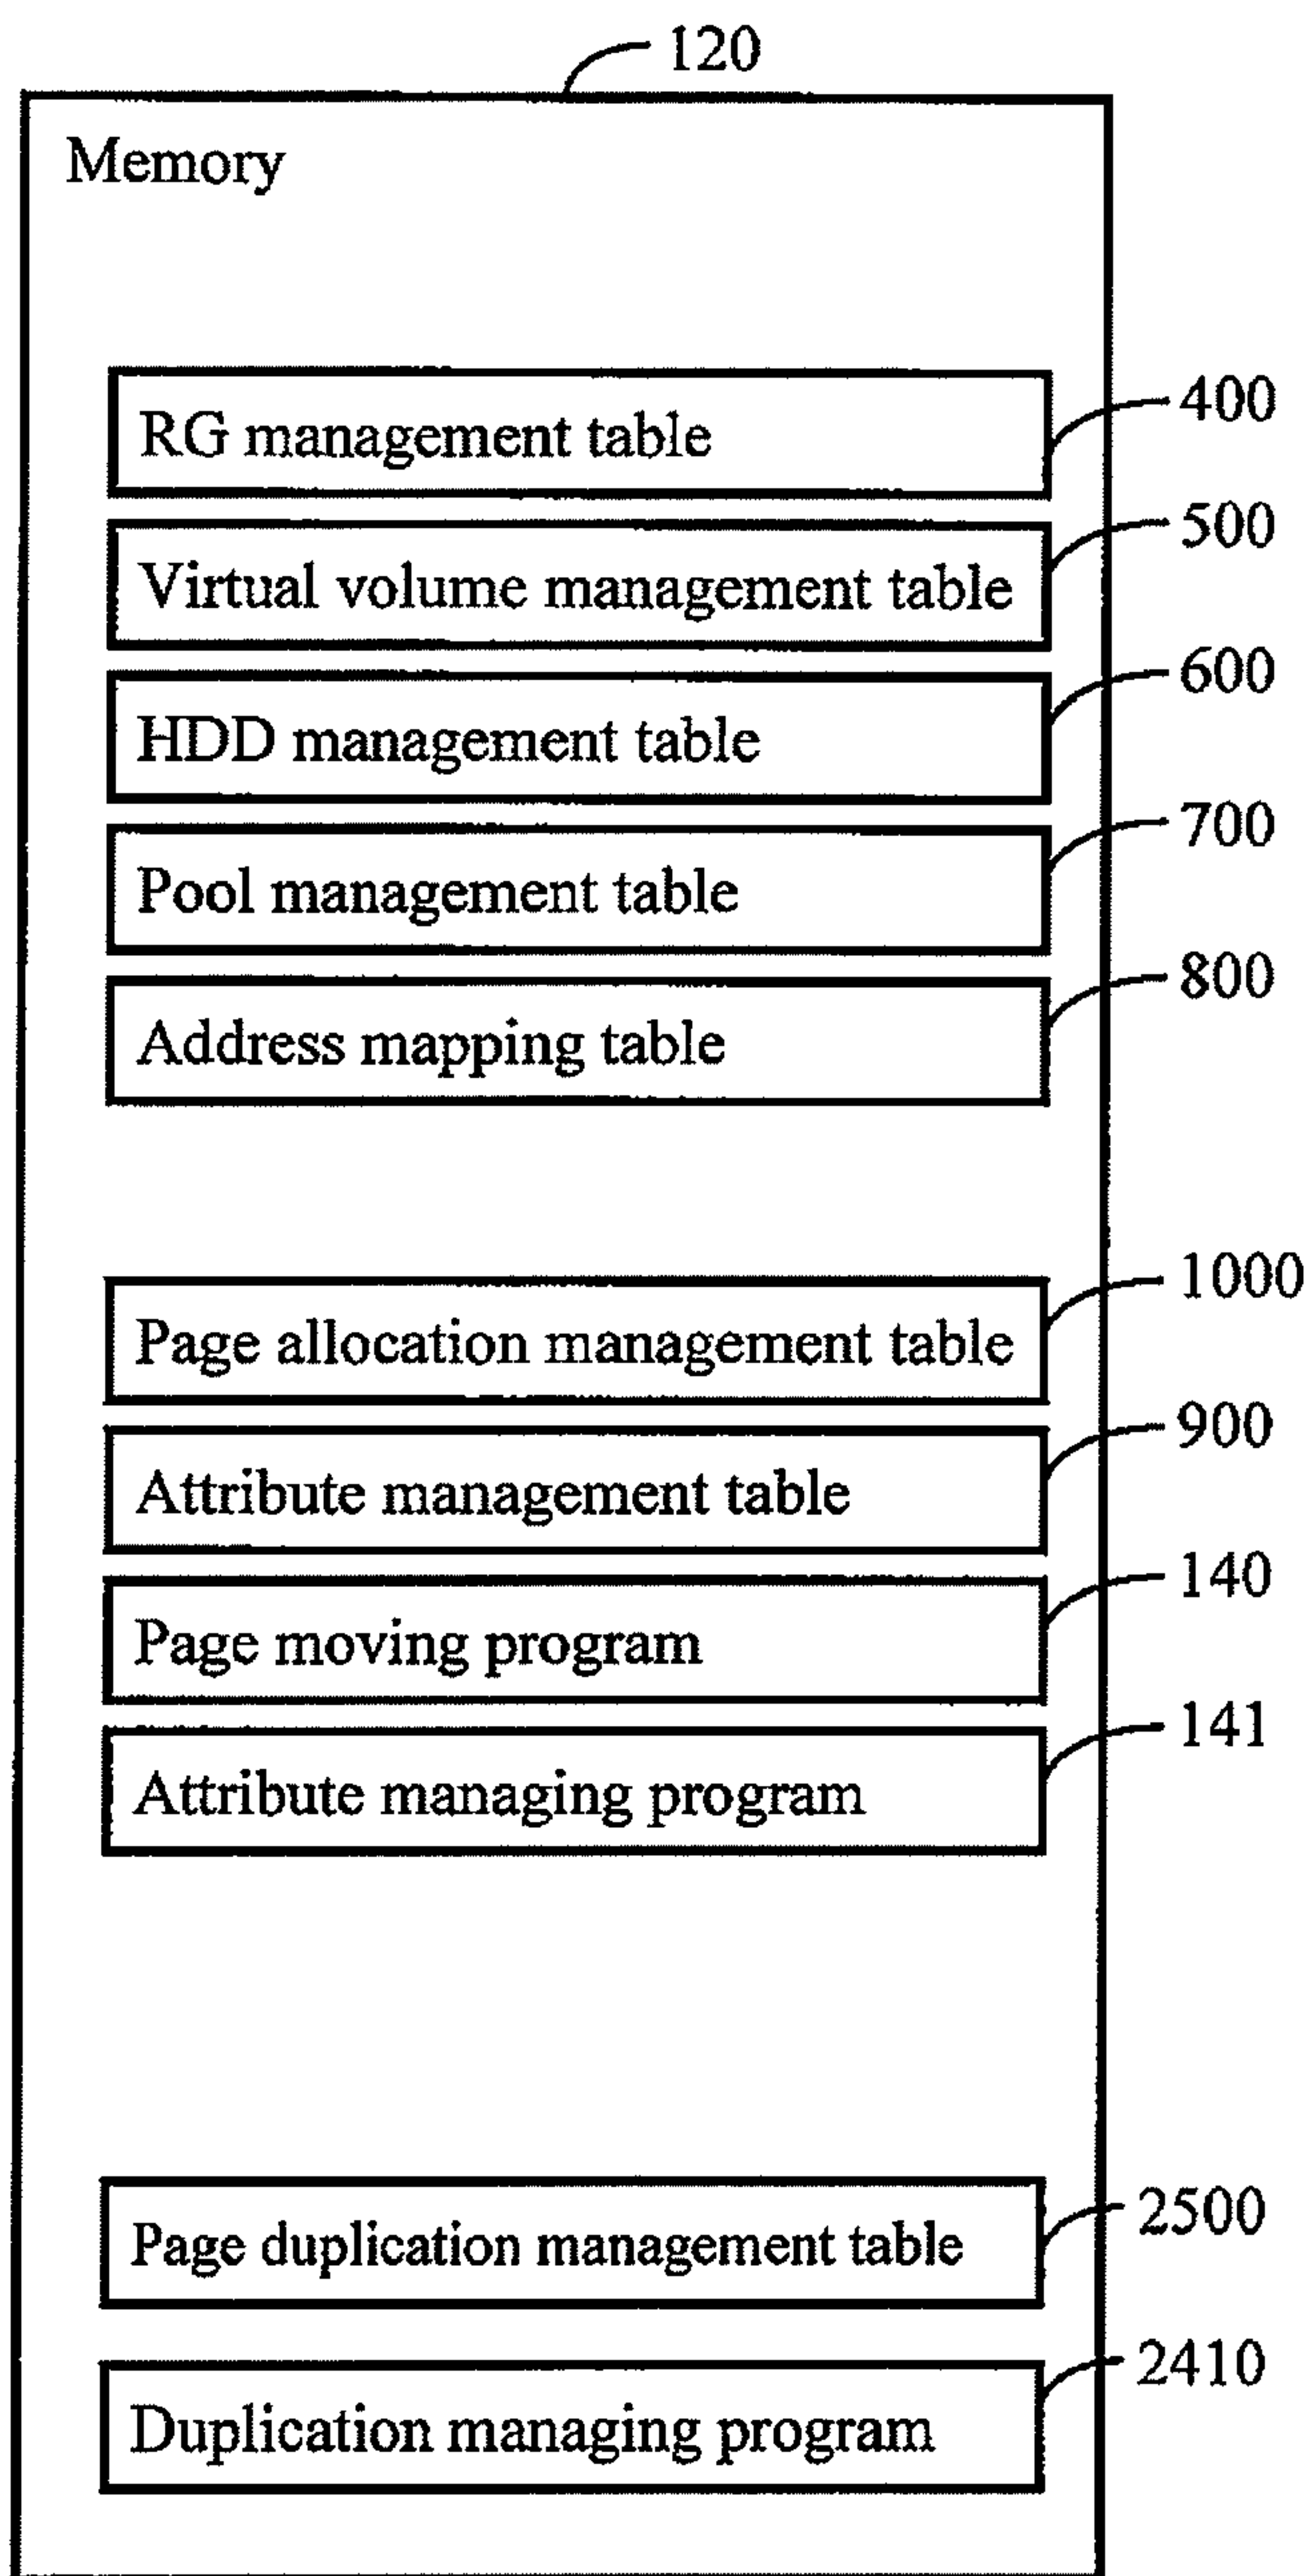 120
Memory
RG management table
400
Virtual volume management table
500
HDD management table
600
Pool management table
700
Address mapping table
800
Page allocation management table
1000
Attribute management table
900
Page moving program
140
Attribute managing program
141
Page duplication management table
2500
Duplication managing program
2410